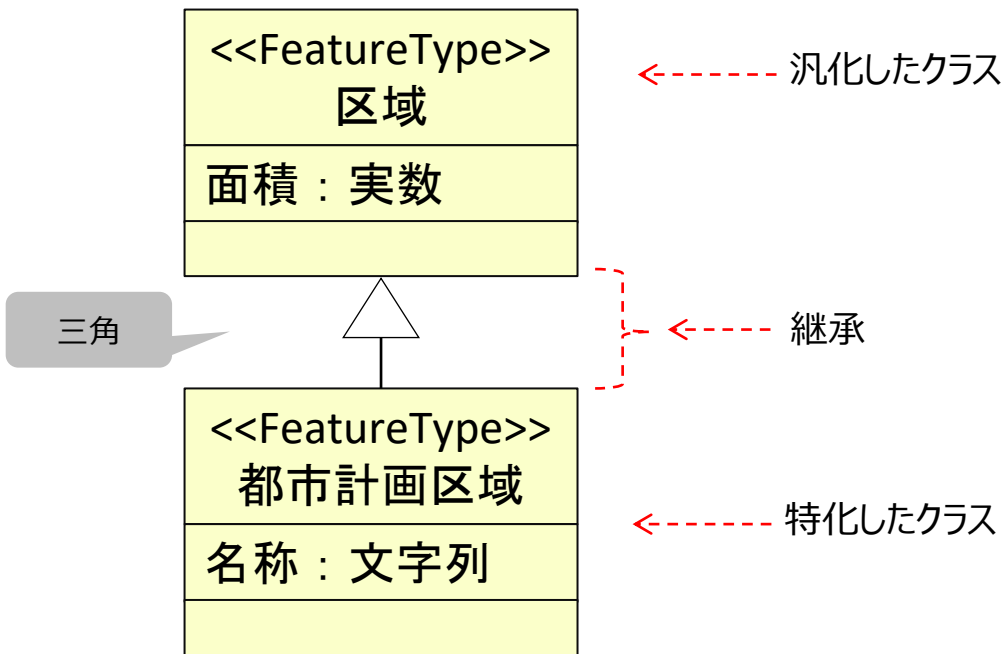 <<FeatureType>>
区域
汎化したクラス
面積：実数
三角
継承
<<FeatureType>>
都市計画区域
特化したクラス
名称：文字列